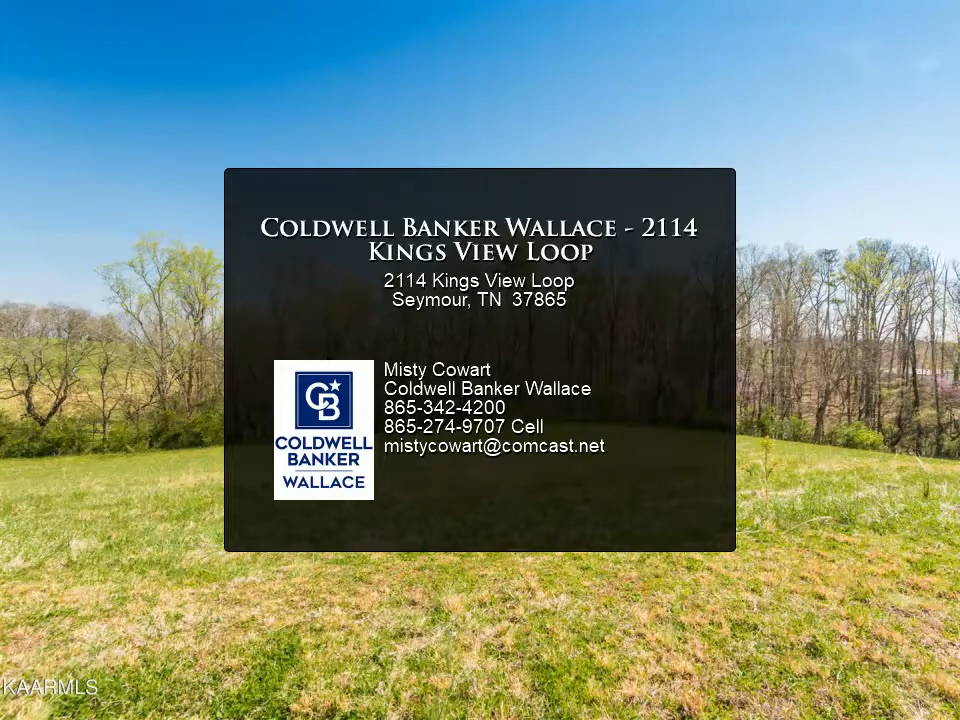 Coldwell Banker Wallace - 2114
Kings View Loop
2114 Kings View Loop
Seymour, TN  37865
Misty Cowart
Coldwell Banker Wallace
865-342-4200
865-274-9707 Cell
mistycowart@comcast.net
CB
COLDWELL
BANKER
WALLACE
KAARMLS